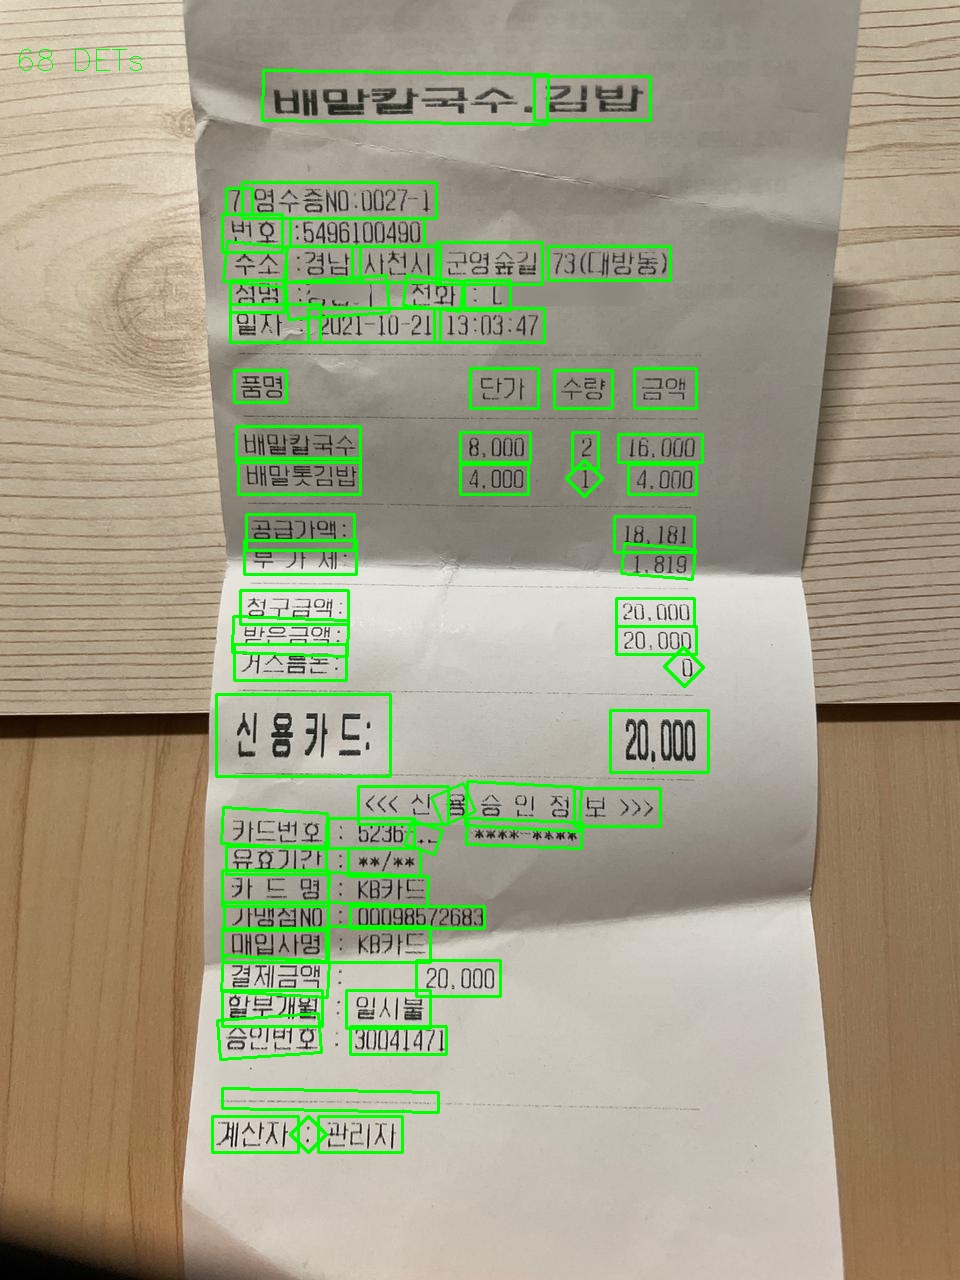 68 DETs
배말칼국수.김밥
7 영수증NO:0027-1
번호 :5496100490
주소 :경남 사천시 군영숲길 73(대방동)
성명 : 전화 :
일자 : 2021-10-21 13:03:47
품명 단가 수량 금액
배말칼국수 8,000 2 16,000
배말톳김밥 4,000 1 4,000
공급가액: 18,181
부 가 세: 1,819
청구금액: 20,000
받은금액: 20,000
거스름돈: 0
신용카드: 20,000
<<< 신 용 승 인 정 보 >>>
카드번호 : 5236 ****-****
유효기간 : **/**
카 드 명 : KB카드
가맹점NO : 00098572683
매입사명 : KB카드
결제금액 : 20,000
할부개월 : 일시불
승인번호 : 30041471
계산자 : 관리자